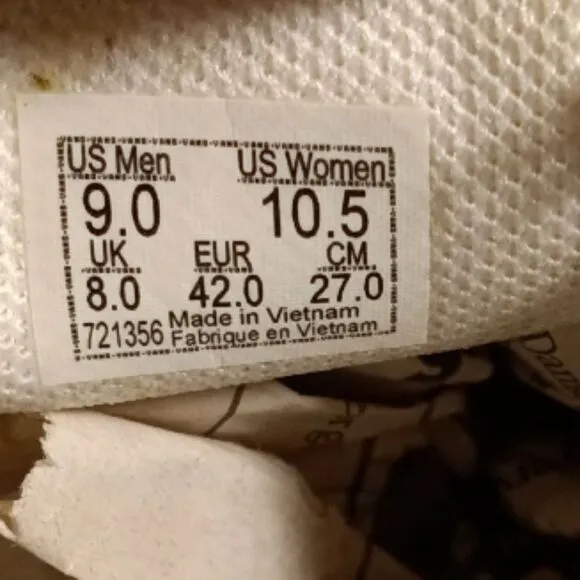 US Men US Women
9.0 10.5
UK EUR CM
8.0 42.0 27.0
721356 Made in Vietnam
Fabrique en Vietnam